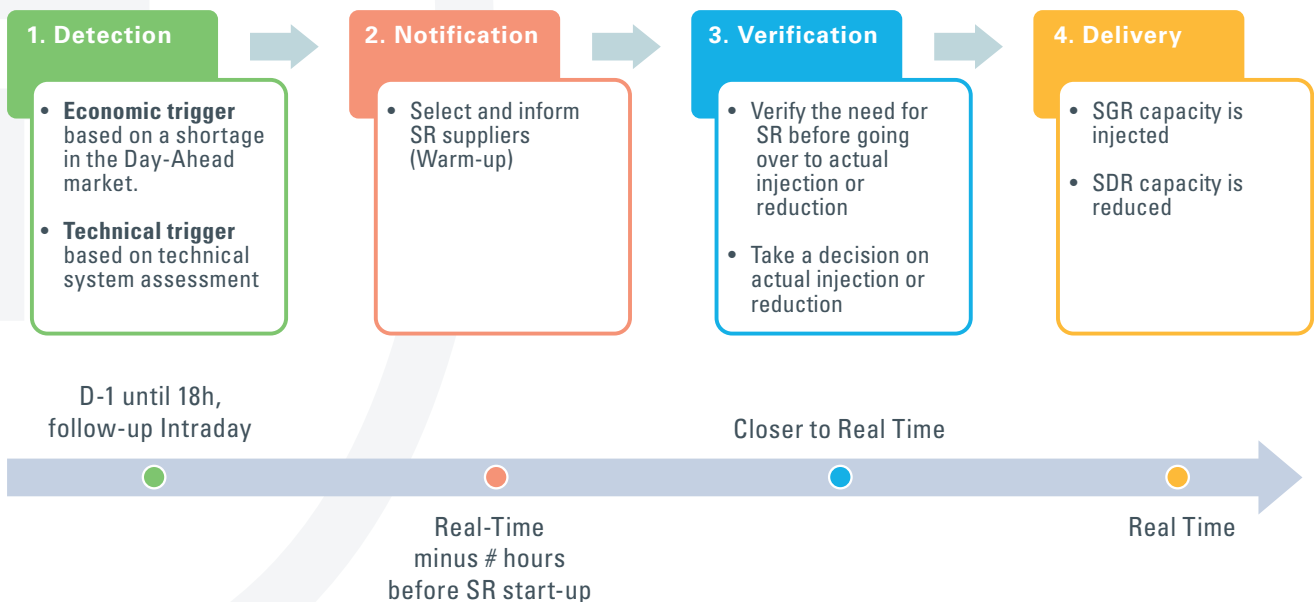 1. Detection
• Economic trigger
based on a shortage
in the Day-Ahead
market.
• Technical trigger
based on technical
system assessment
2. Notification
• Select and inform
SR suppliers
(Warm-up)
3. Verification
• Verify the need for
SR before going
over to actual
injection or
reduction
• Take a decision on
actual injection or
reduction
4. Delivery
• SGR capacity is
injected
• SDR capacity is
reduced
D-1 until 18h,
follow-up Intraday
Real-Time
minus # hours
before SR start-up
Closer to Real Time
Real Time